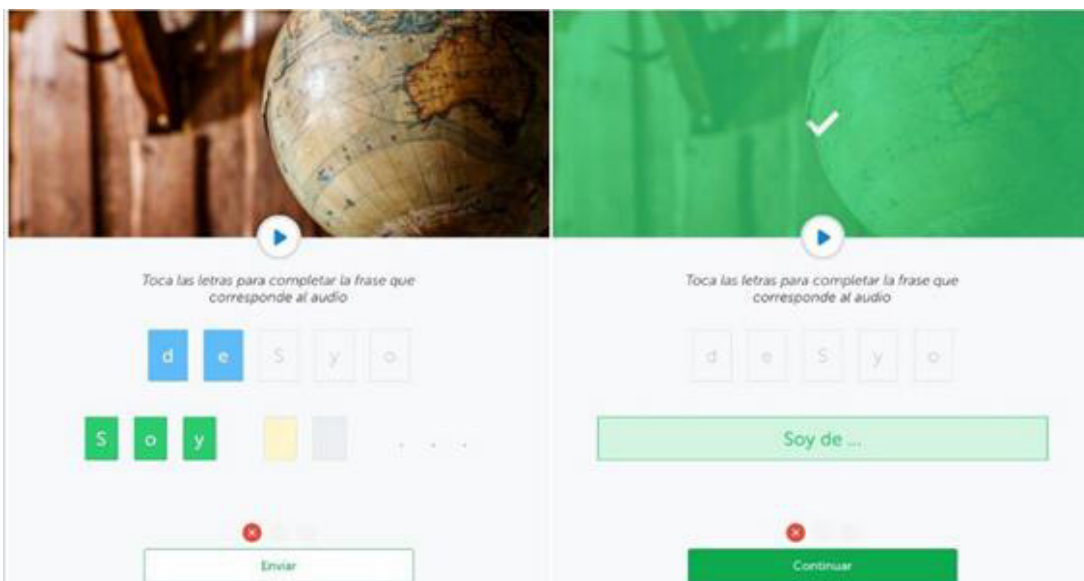 Toca las letras para completar la frase que
corresponde al audio
d e S y o
S o y . . .
Enviar
Toca las letras para completar la frase que
corresponde al audio
d e S y o
Soy de ...
Continuar